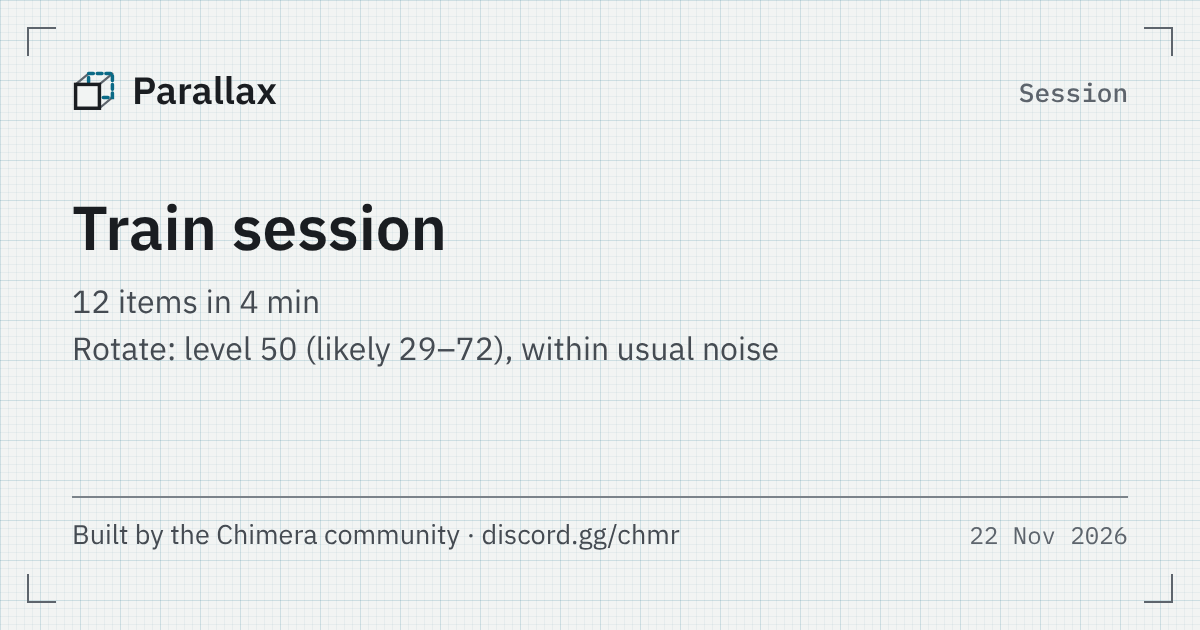 Parallax
Session
Train session
12 items in 4 min
Rotate: level 50 (likely 29–72), within usual noise
Built by the Chimera community · discord.gg/chmr
22 Nov 2026